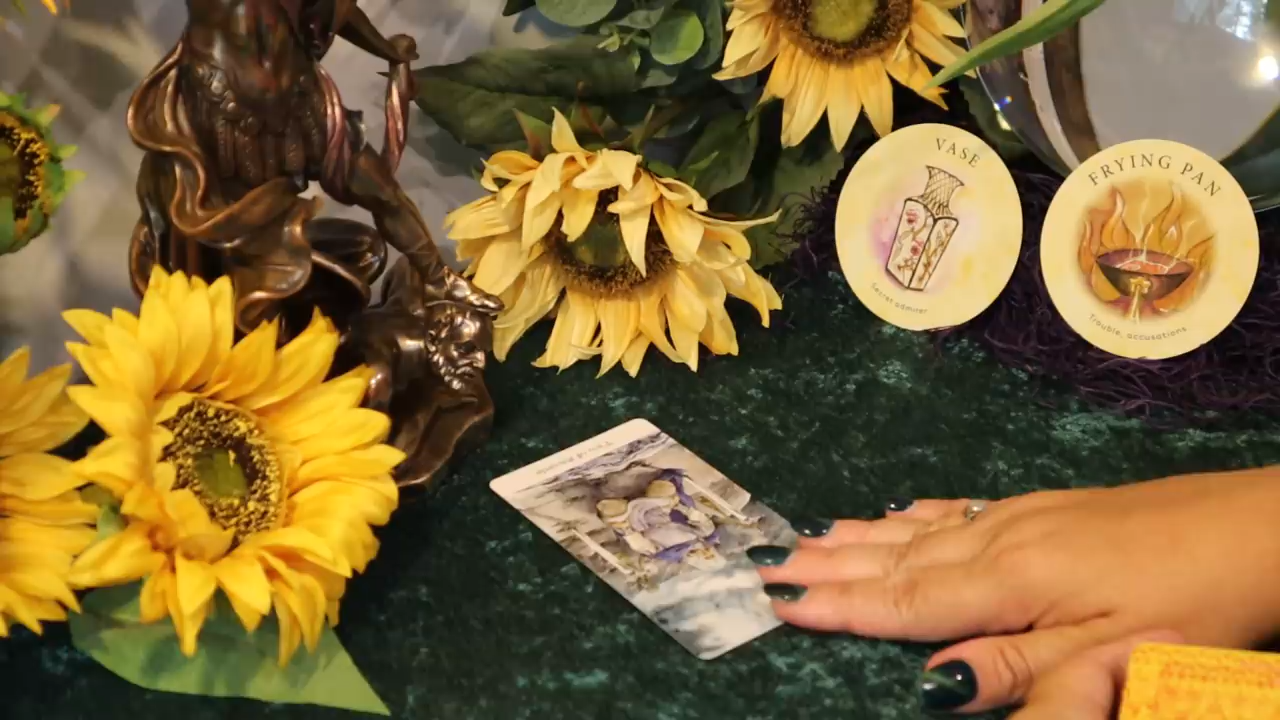 VASE
Secret admirer
FRYING PAN
Trouble, accusations